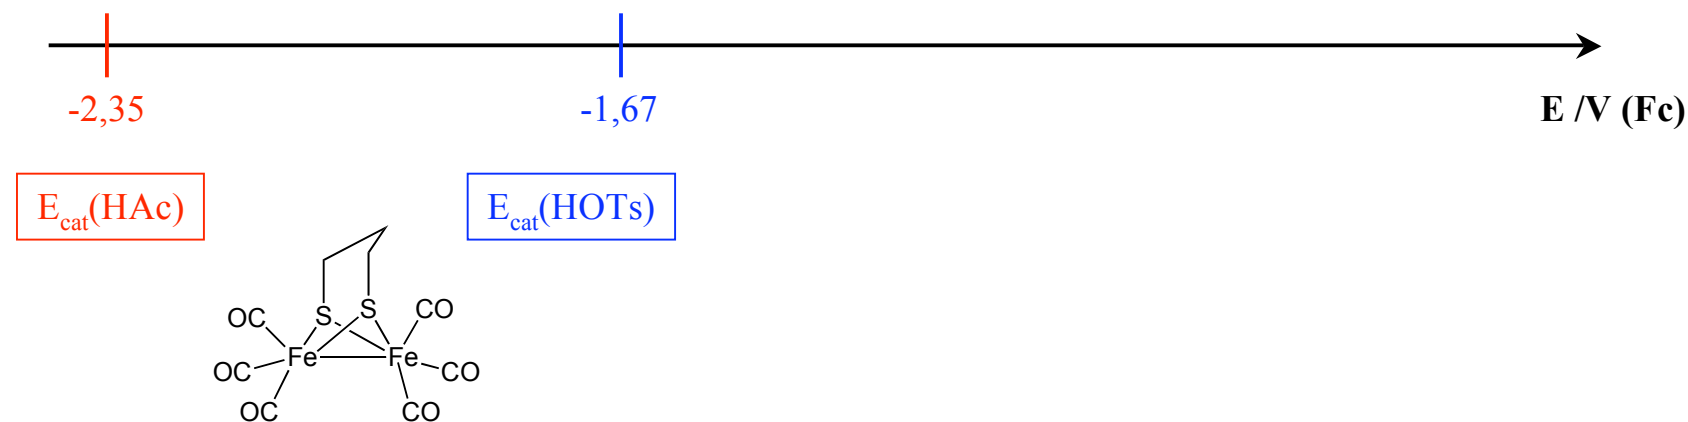 -2,35 -1,67
E /V (Fc)
Ecat(HAc) Ecat(HOTs)
S S
OC CO
Fe Fe
OC CO
OC CO